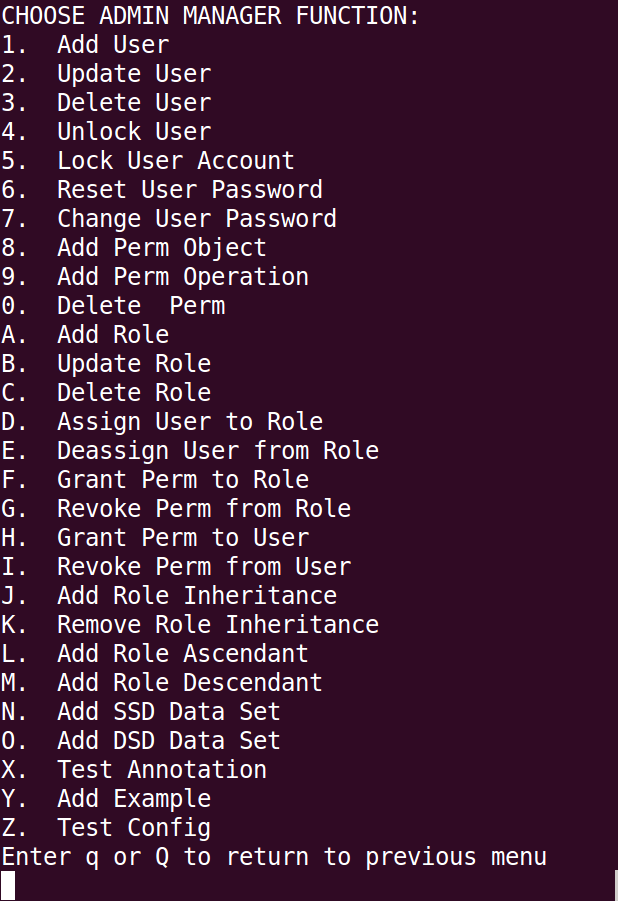 CHOOSE ADMIN MANAGER FUNCTION:
1.  Add User
2.  Update User
3.  Delete User
4.  Unlock User
5.  Lock User Account
6.  Reset User Password
7.  Change User Password
8.  Add Perm Object
9.  Add Perm Operation
0.  Delete  Perm
A.  Add Role
B.  Update Role
C.  Delete Role
D.  Assign User to Role
E.  Deassign User from Role
F.  Grant Perm to Role
G.  Revoke Perm from Role
H.  Grant Perm to User
I.  Revoke Perm from User
J.  Add Role Inheritance
K.  Remove Role Inheritance
L.  Add Role Ascendant
M.  Add Role Descendant
N.  Add SSD Data Set
O.  Add DSD Data Set
X.  Test Annotation
Y.  Add Example
Z.  Test Config
Enter q or Q to return to previous menu